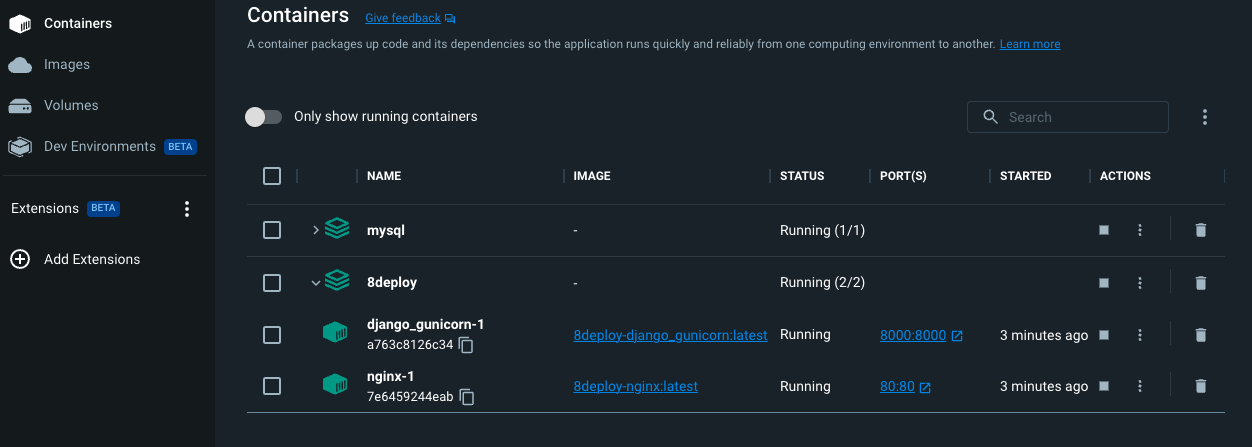 Containers
Images
Volumes
Dev Environments BETA
Extensions BETA
Add Extensions
Containers Give feedback
A container packages up code and its dependencies so the application runs quickly and reliably from one computing environment to another. Learn more
Only show running containers
Search
NAME IMAGE STATUS PORT(S) STARTED ACTIONS
mysql - Running (1/1)
8deploy - Running (2/2)
django_gunicorn-1
a763c8126c34
8deploy-django_gunicorn:latest Running 8000:8000 3 minutes ago
nginx-1
7e6459244eab
8deploy-nginx:latest Running 80:80 3 minutes ago